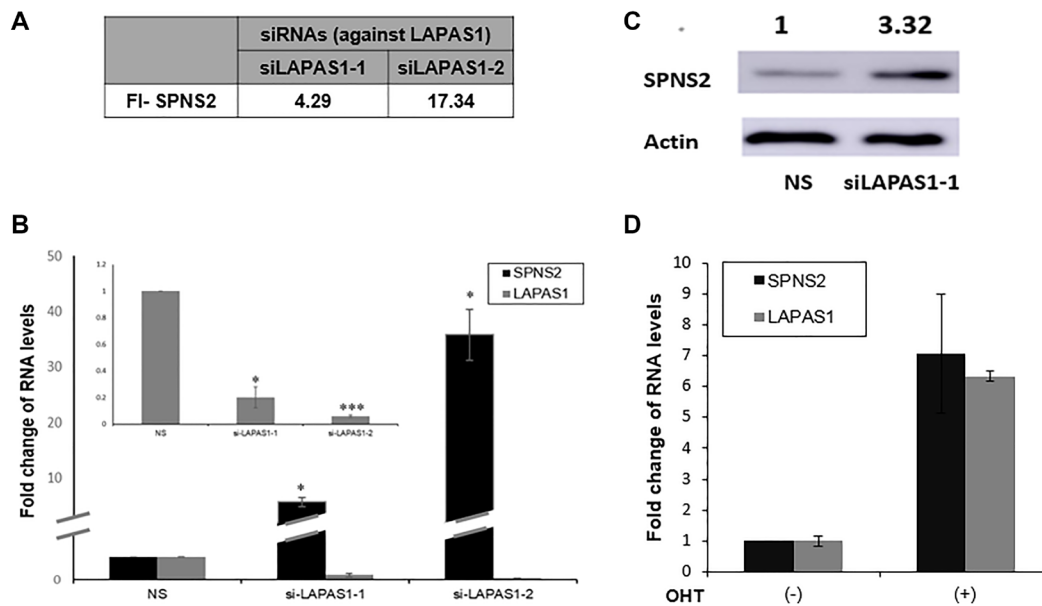 A
siRNAs (against LAPAS1)
siLAPAS1-1 siLAPAS1-2
FI- SPNS2 4.29 17.34
C
1 3.32
SPNS2
Actin
NS siLAPAS1-1
B
Fold change of RNA levels
50
40
30
20
10
0
SPNS2
LAPAS1
1.2
1
0.8
0.6
0.4
0.2
0
*
***
NS si-LAPAS1-1 si-LAPAS1-2
*
*
NS si-LAPAS1-1 si-LAPAS1-2
D
Fold change of RNA levels
10
9
8
7
6
5
4
3
2
1
0
SPNS2
LAPAS1
OHT (-) (+)